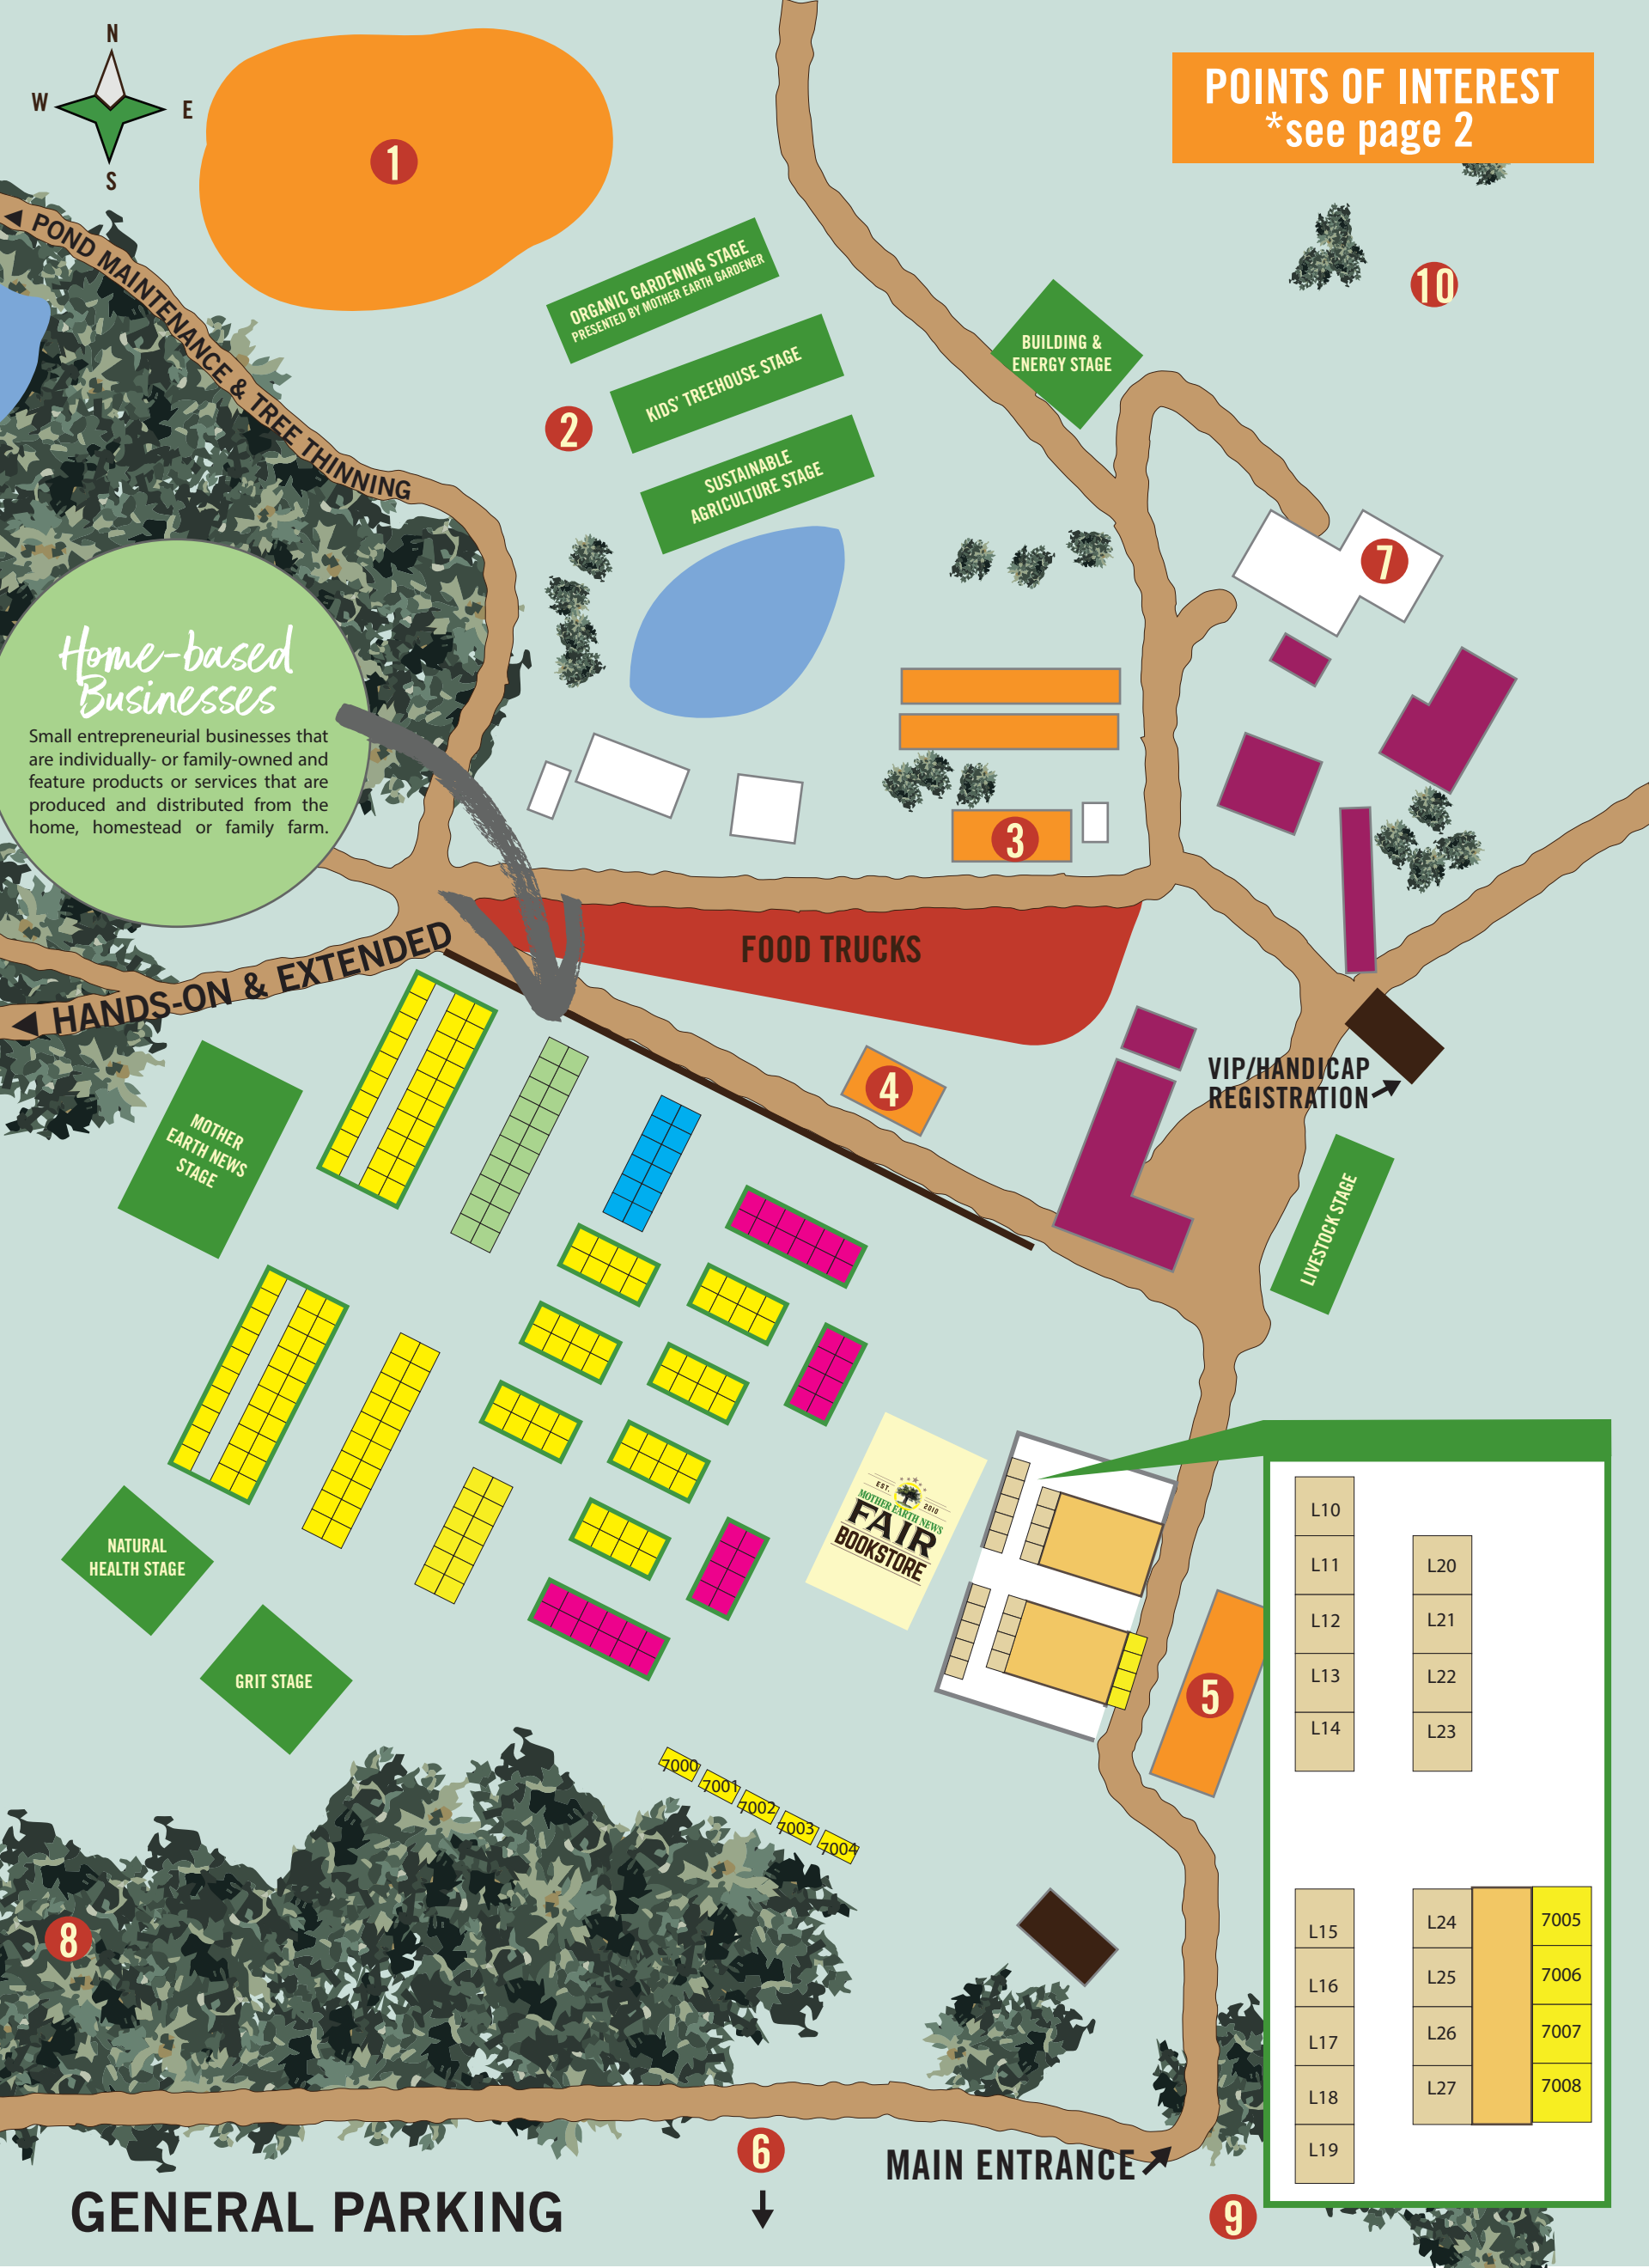 N
W
E
S
POINTS OF INTEREST
*see page 2
1
◀ POND MAINTENANCE & TREE THINNING
ORGANIC GARDENING STAGE
PRESENTED BY MOTHER EARTH GARDENER
10
BUILDING &
ENERGY STAGE
KIDS' TREEHOUSE STAGE
2
SUSTAINABLE
AGRICULTURE STAGE
7
Home-based
Businesses
Small entrepreneurial businesses that
are individually- or family-owned and
feature products or services that are
produced and distributed from the
home, homestead or family farm.
3
FOOD TRUCKS
◀ HANDS-ON & EXTENDED
VIP/HANDICAP
REGISTRATION
4
MOTHER
EARTH NEWS
STAGE
LIVESTOCK STAGE
EST.
2010
MOTHER EARTH NEWS
FAIR
BOOKSTORE
NATURAL
HEALTH STAGE
GRIT STAGE
5
L10
L11
L12
L13
L14
L20
L21
L22
L23
L15
L16
L17
L18
L19
L24
L25
L26
L27
7005
7006
7007
7008
7000
7001
7002
7003
7004
8
6
MAIN ENTRANCE
9
GENERAL PARKING